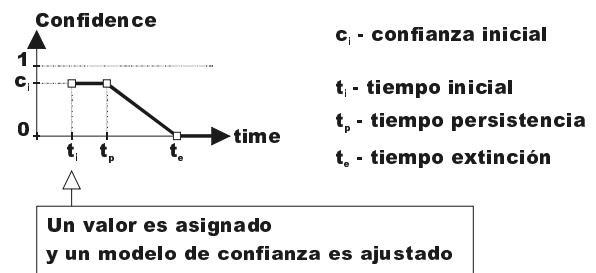 Confidence
1
cᵢ
0
time
tᵢ
tₚ
tₑ
cᵢ - confianza inicial
tᵢ - tiempo inicial
tₚ - tiempo persistencia
tₑ - tiempo extinción
Un valor es asignado
y un modelo de confianza es ajustado